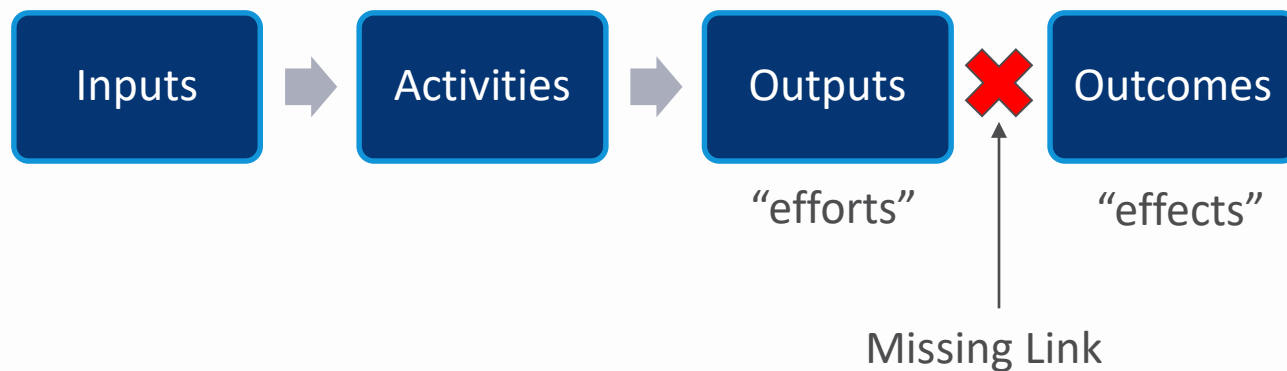 Inputs
Activities
Outputs
Outcomes
“efforts”
“effects”
Missing Link